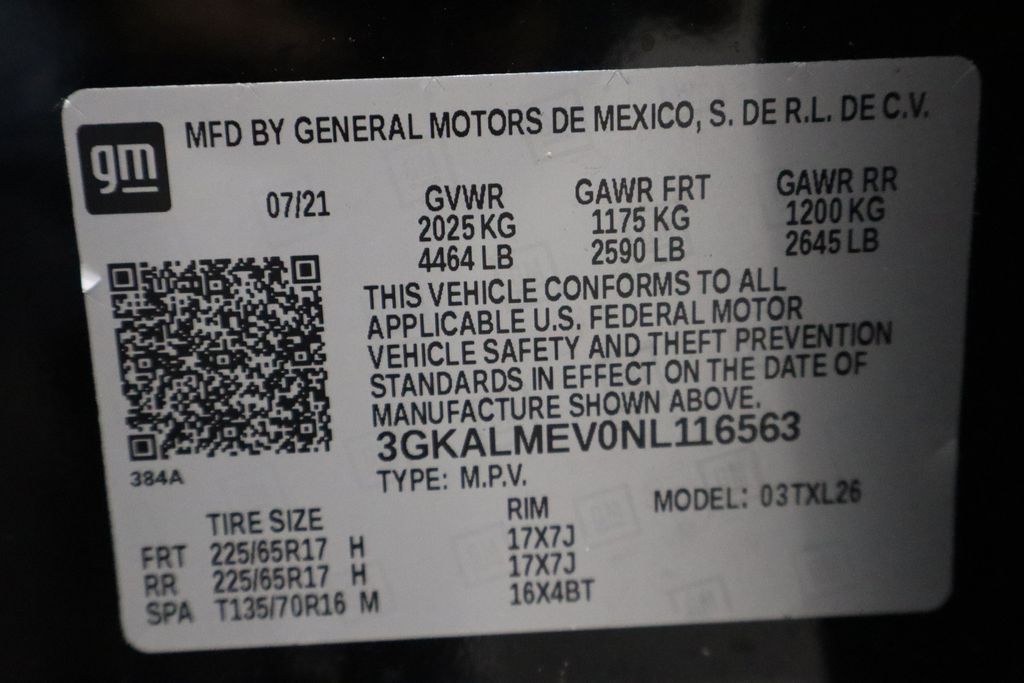 gm
MFD BY GENERAL MOTORS DE MEXICO, S. DE R.L. DE C.V.
07/21
GVWR
2025 KG
4464 LB
GAWR FRT
1175 KG
2590 LB
GAWR RR
1200 KG
2645 LB
THIS VEHICLE CONFORMS TO ALL
APPLICABLE U.S. FEDERAL MOTOR
VEHICLE SAFETY AND THEFT PREVENTION
STANDARDS IN EFFECT ON THE DATE OF
MANUFACTURE SHOWN ABOVE.
3GKALMEV0NL116563
384A
TYPE: M.P.V.
MODEL: 03TXL26
TIRE SIZE RIM
FRT 225/65R17 H 17X7J
RR 225/65R17 H 17X7J
SPA T135/70R16 M 16X4BT